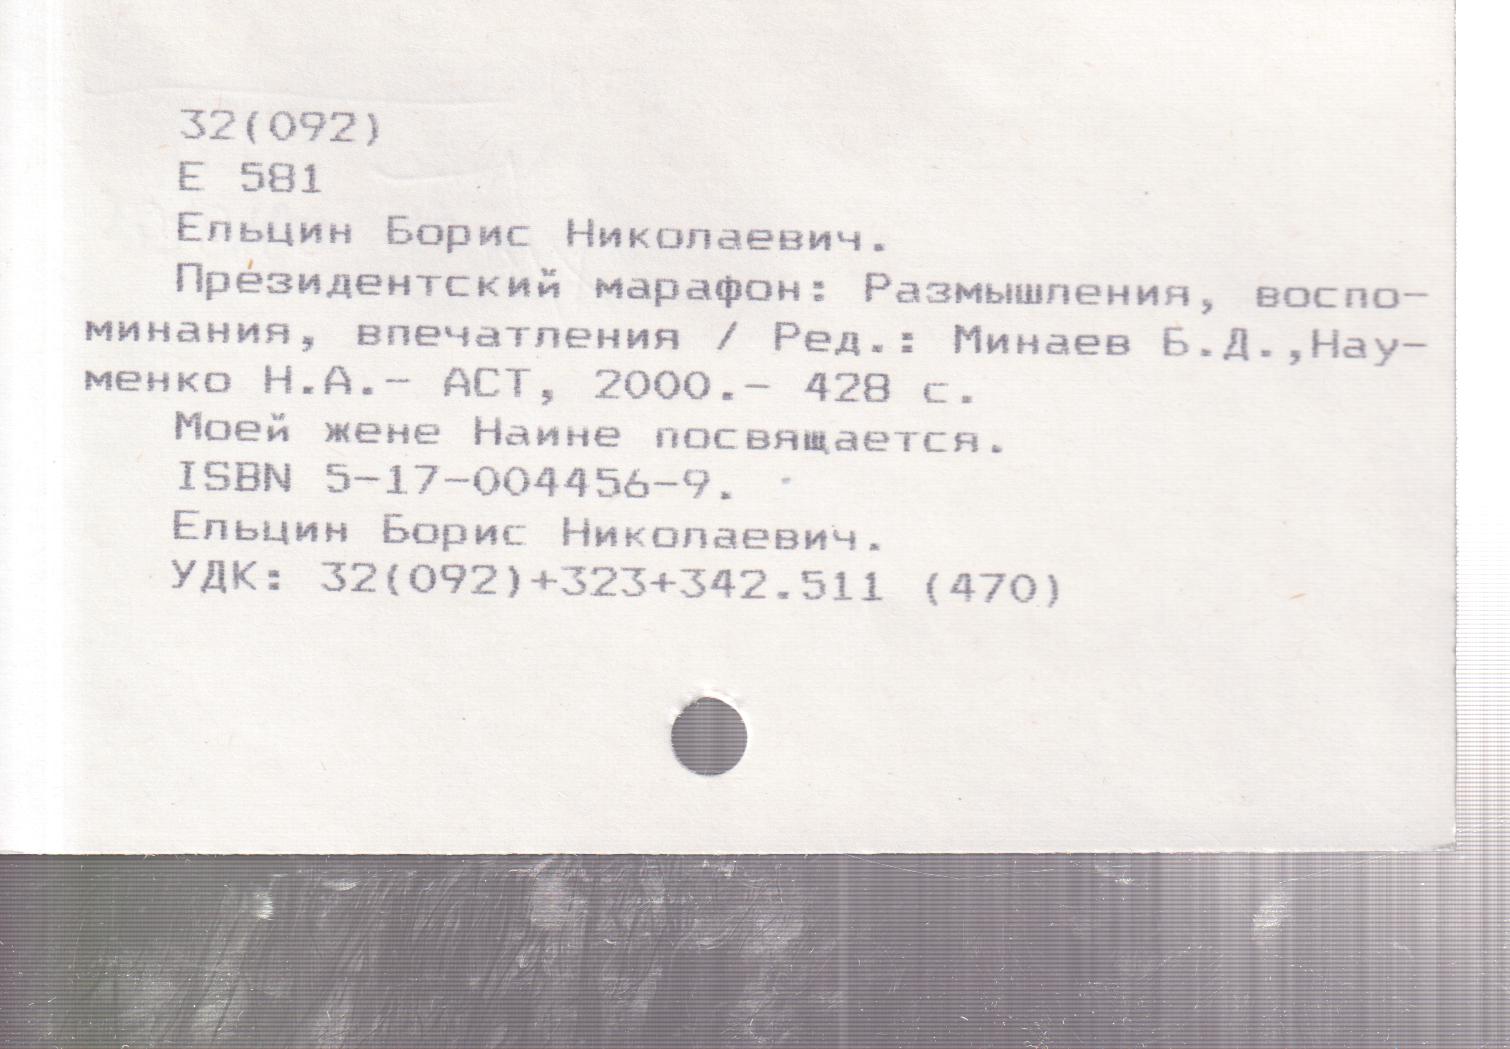 32(092)
Е 581
Ельцин Борис Николаевич.
Президентский марафон: Размышления, воспо-
минания, впечатления / Ред.: Минаев Б.Д.,Нау-
менко Н.А.- АСТ, 2000.- 428 с.
Моей жене Наине посвящается.
ISBN 5-17-004456-9.
Ельцин Борис Николаевич.
УДК: 32(092)+323+342.511 (470)